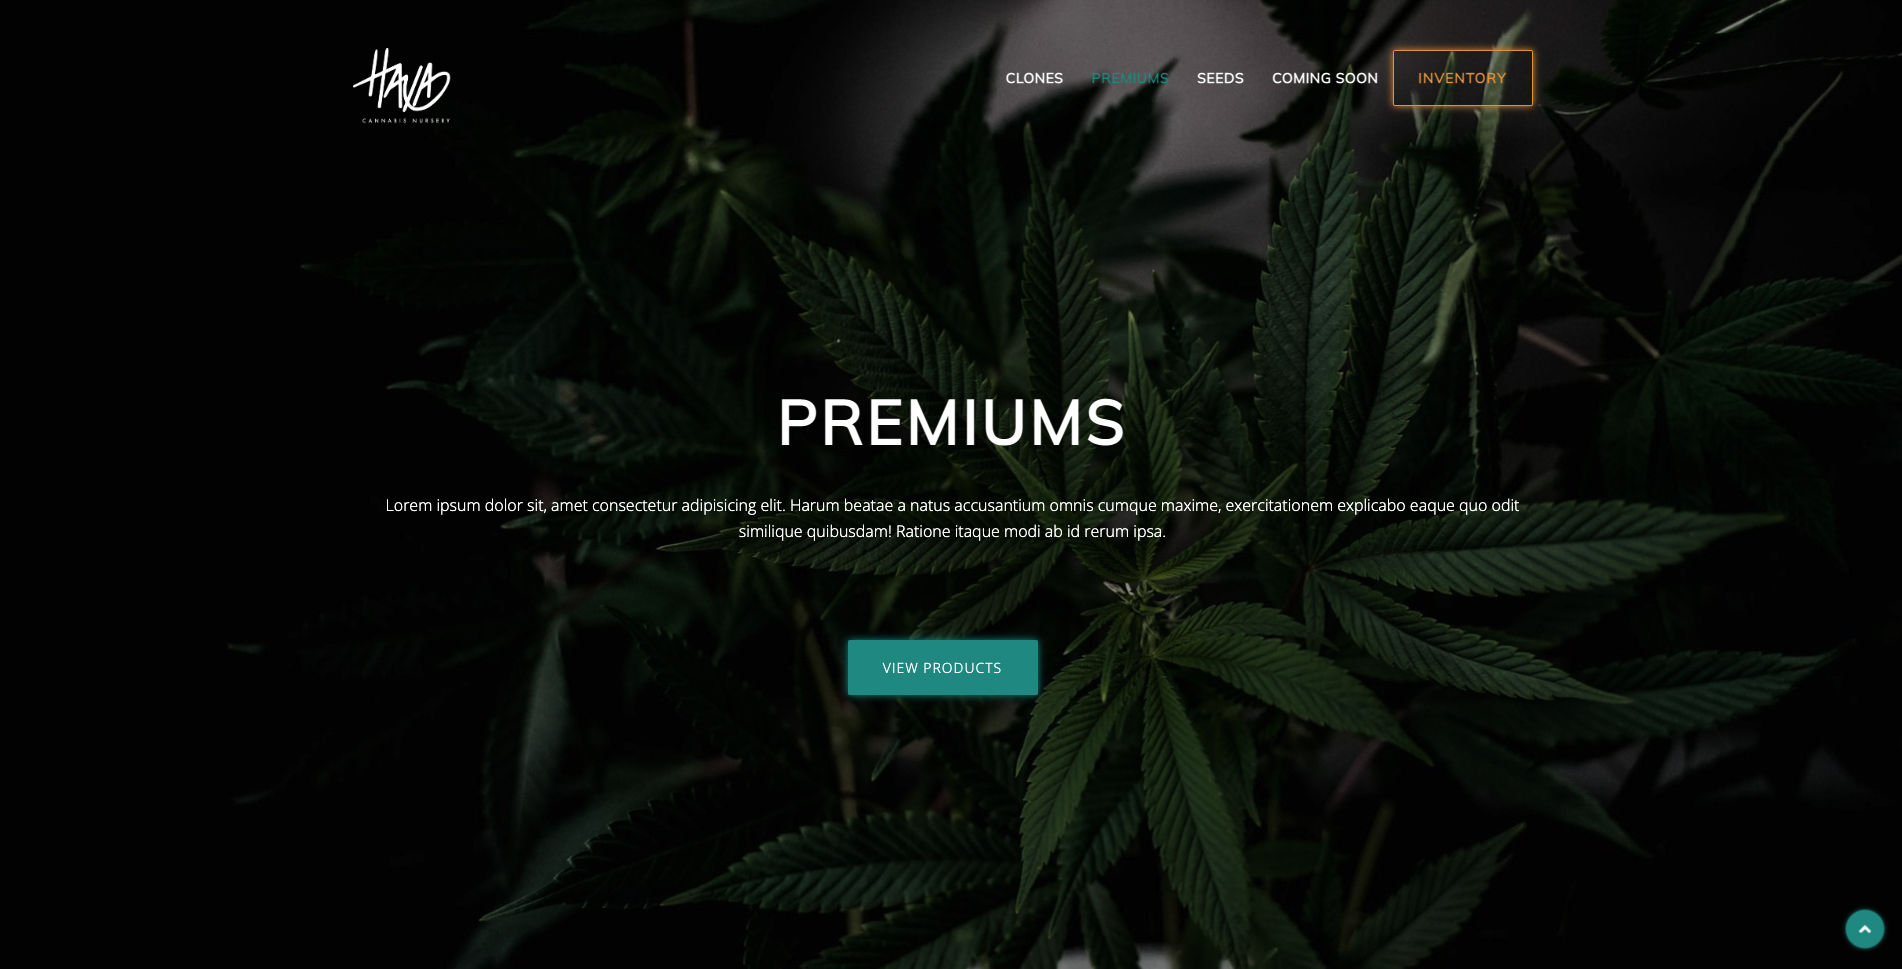 HAVA
CANNABIS NURSERY
CLONES PREMIUMS SEEDS COMING SOON INVENTORY
PREMIUMS
Lorem ipsum dolor sit, amet consectetur adipisicing elit. Harum beatae a natus accusantium omnis cumque maxime, exercitationem explicabo eaque quo odit
similique quibusdam! Ratione itaque modi ab id rerum ipsa.
VIEW PRODUCTS